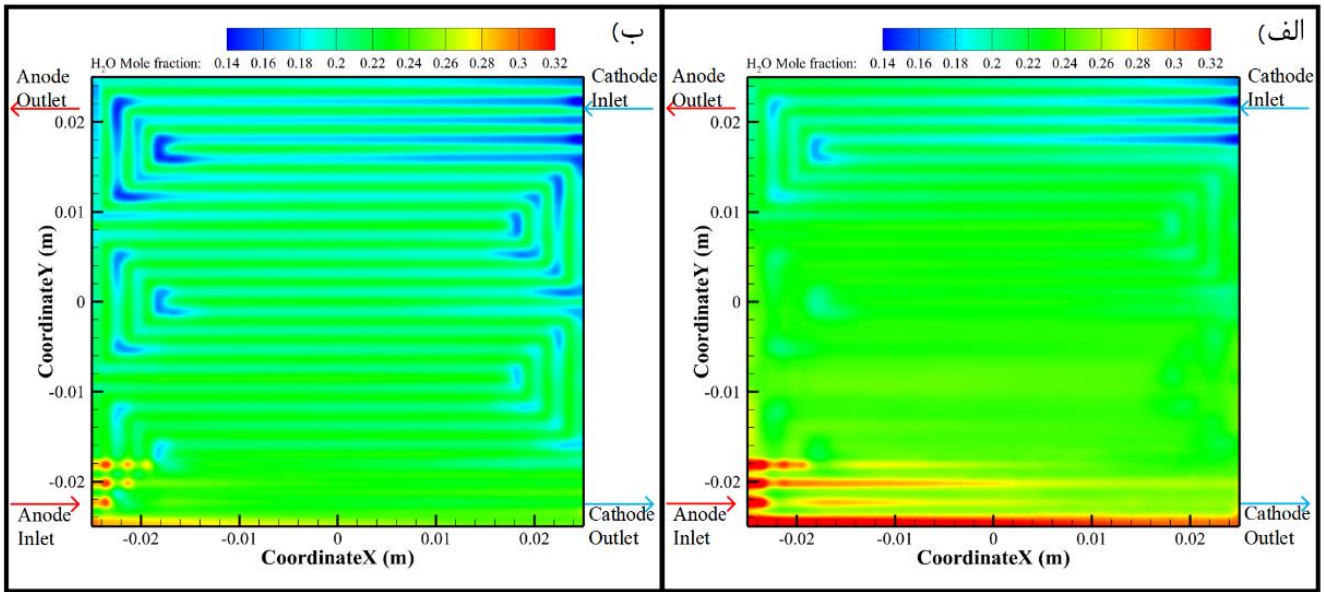 ب)
H₂O Mole fraction: 0.14 0.16 0.18 0.2 0.22 0.24 0.26 0.28 0.3 0.32
Anode
Outlet
Cathode
Inlet
CoordinateY (m)
0.02
0.01
0
-0.01
-0.02
Anode
Inlet
Cathode
Outlet
-0.02 -0.01 0 0.01 0.02
CoordinateX (m)
الف)
H₂O Mole fraction: 0.14 0.16 0.18 0.2 0.22 0.24 0.26 0.28 0.3 0.32
Anode
Outlet
Cathode
Inlet
CoordinateY (m)
0.02
0.01
0
-0.01
-0.02
Anode
Inlet
Cathode
Outlet
-0.02 -0.01 0 0.01 0.02
CoordinateX (m)